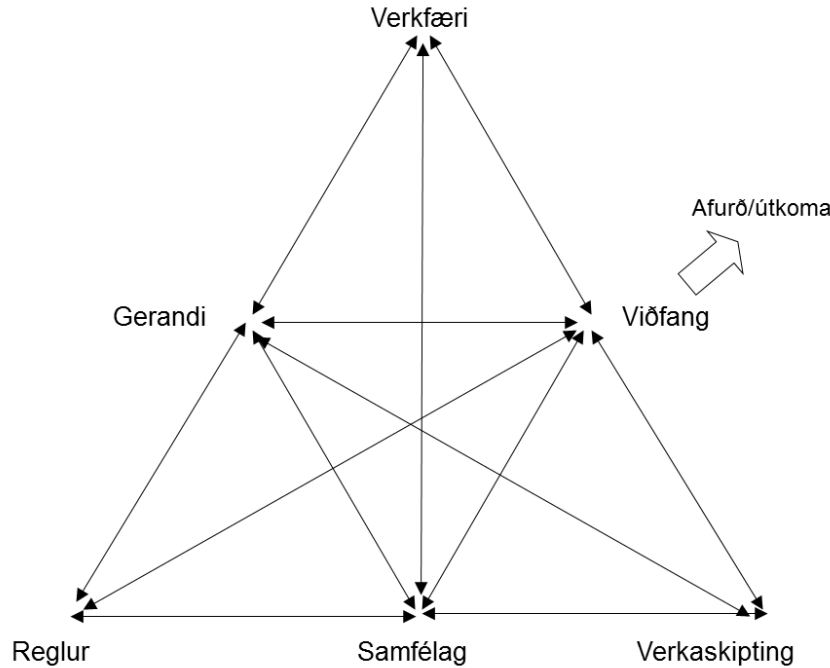 Verkfæri
Afurð/útkoma
Gerandi
Viðfang
Reglur
Samfélag
Verkaskipting